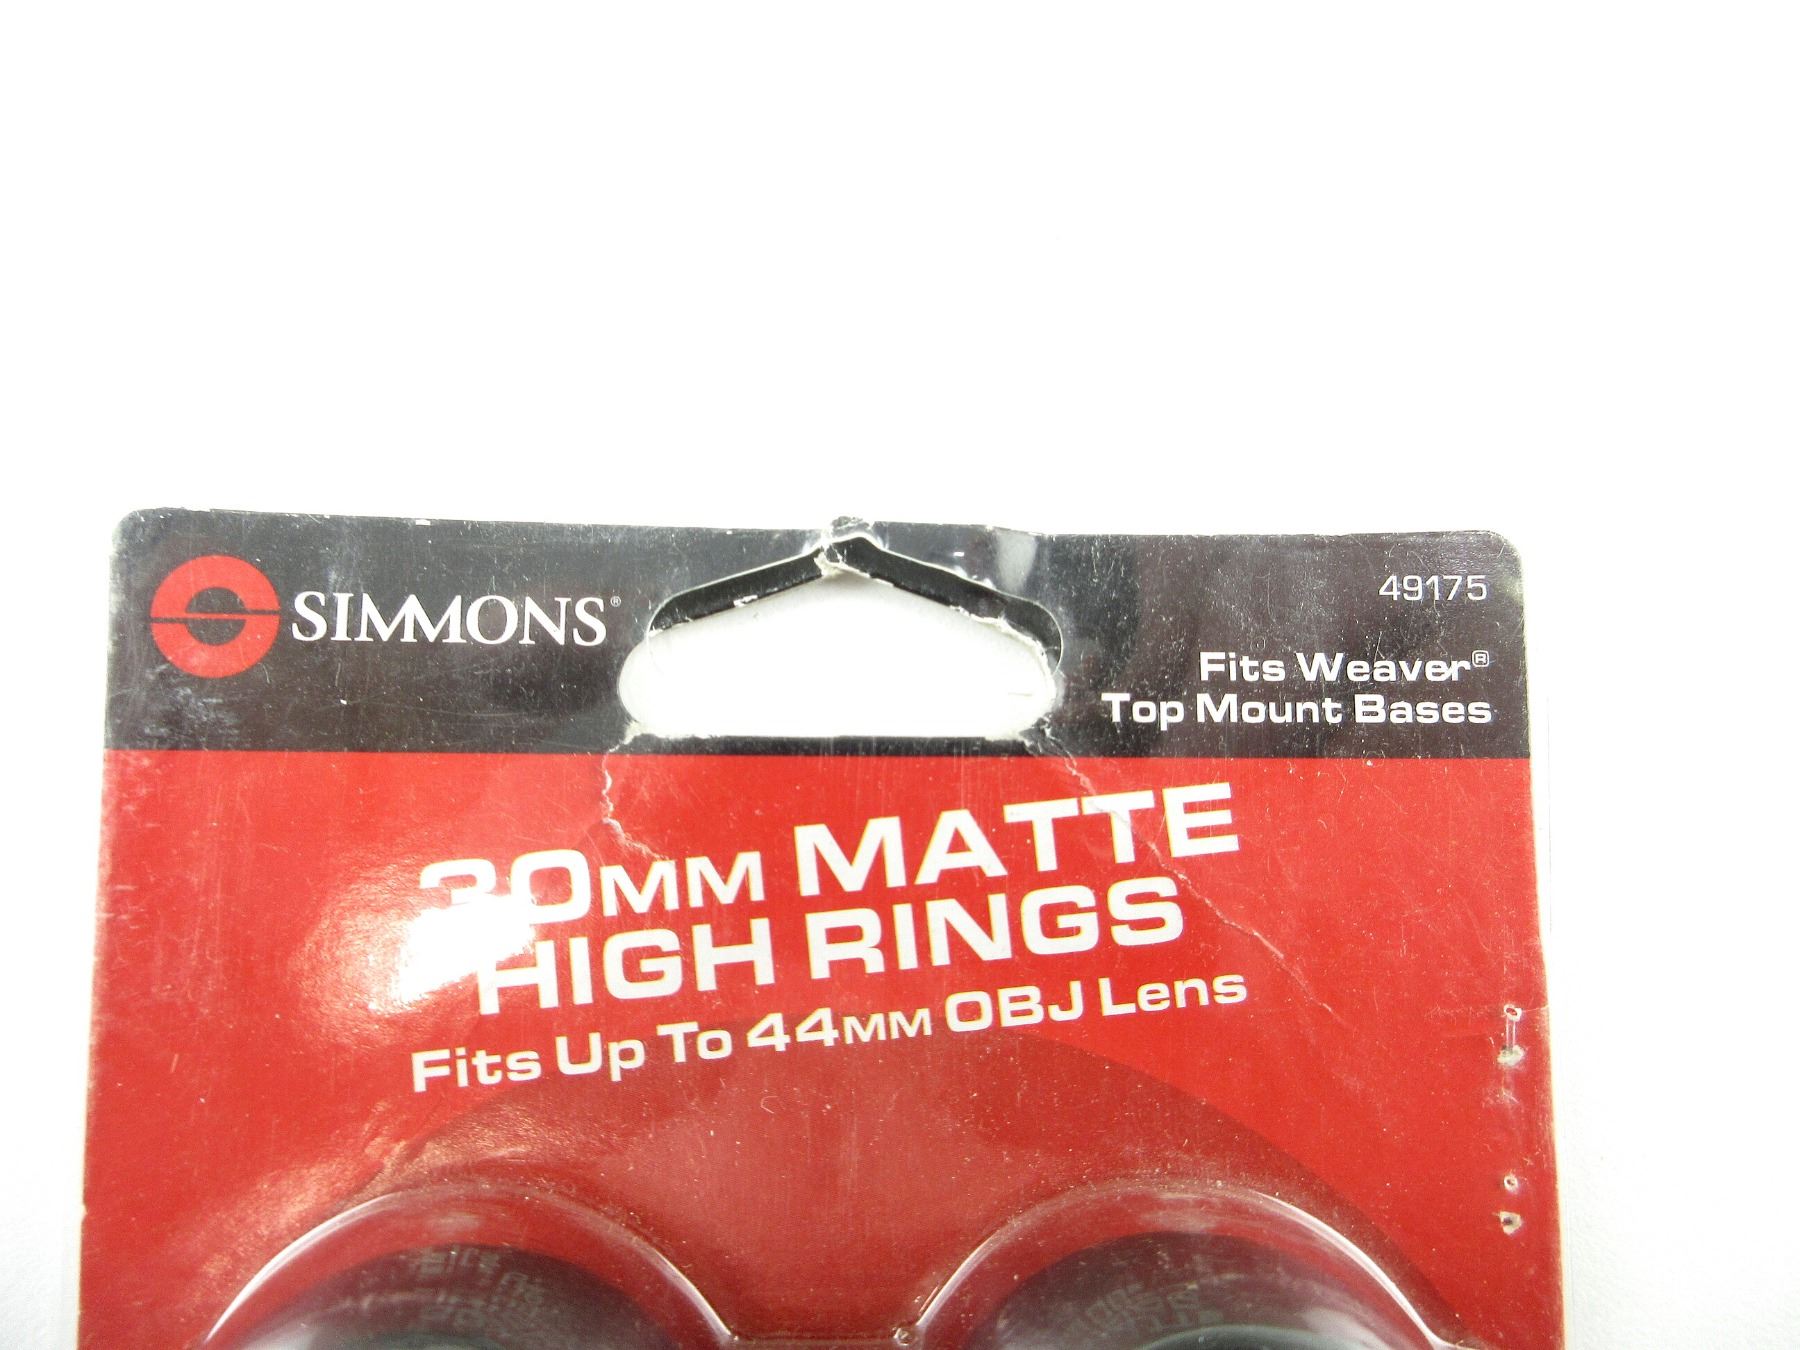 SIMMONS®
49175
Fits Weaver®
Top Mount Bases
30MM MATTE
HIGH RINGS
Fits Up To 44MM OBJ Lens